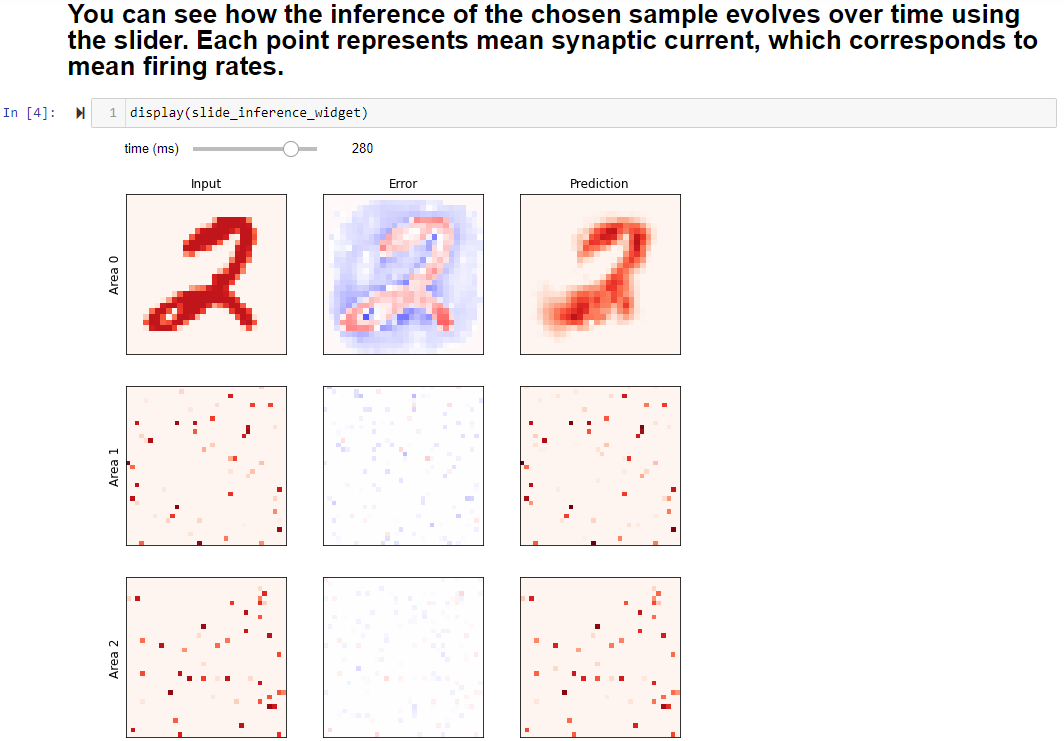 You can see how the inference of the chosen sample evolves over time using
the slider. Each point represents mean synaptic current, which corresponds to
mean firing rates.
In [4]: 1 display(slide_inference_widget)
time (ms) 280
Input Error Prediction
Area 0
Area 1
Area 2